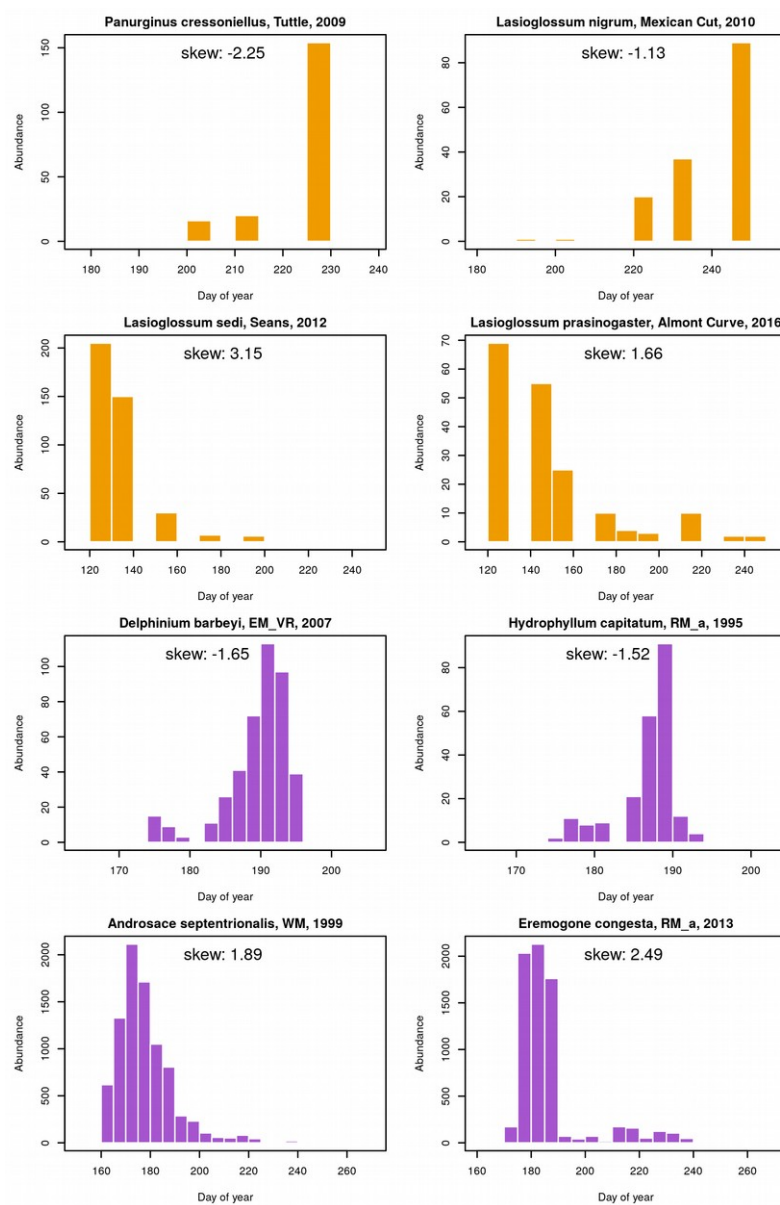 Panurginus cressoniellus, Tuttle, 2009
skew: -2.25
Abundance
150
100
50
0
180 190 200 210 220 230 240
Day of year
Lasioglossum nigrum, Mexican Cut, 2010
skew: -1.13
Abundance
80
60
40
20
0
180 200 220 240
Day of year
Lasioglossum sedi, Seans, 2012
skew: 3.15
Abundance
200
150
100
50
0
120 140 160 180 200 220 240
Day of year
Lasioglossum prasinogaster, Almont Curve, 2016
skew: 1.66
Abundance
70
60
50
40
30
20
10
0
120 140 160 180 200 220 240
Day of year
Delphinium barbeyi, EM_VR, 2007
skew: -1.65
Abundance
100
80
60
40
20
0
170 180 190 200
Day of year
Hydrophyllum capitatum, RM_a, 1995
skew: -1.52
Abundance
80
60
40
20
0
170 180 190 200
Day of year
Androsace septentrionalis, WM, 1999
skew: 1.89
Abundance
2000
1500
1000
500
0
160 180 200 220 240 260
Day of year
Eremogone congesta, RM_a, 2013
skew: 2.49
Abundance
2000
1500
1000
500
0
160 180 200 220 240 260
Day of year